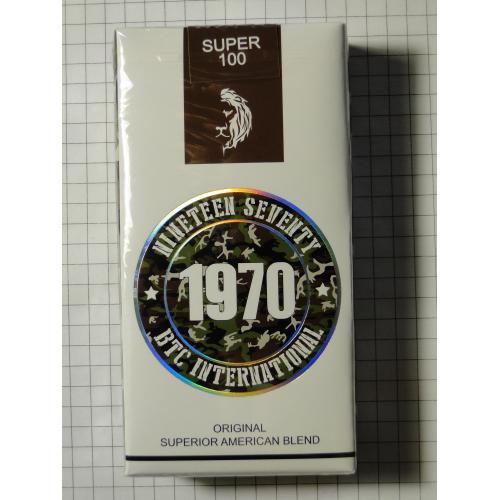 SUPER
100
NINETEEN SEVENTY
1970
BTC INTERNATIONAL
ORIGINAL
SUPERIOR AMERICAN BLEND